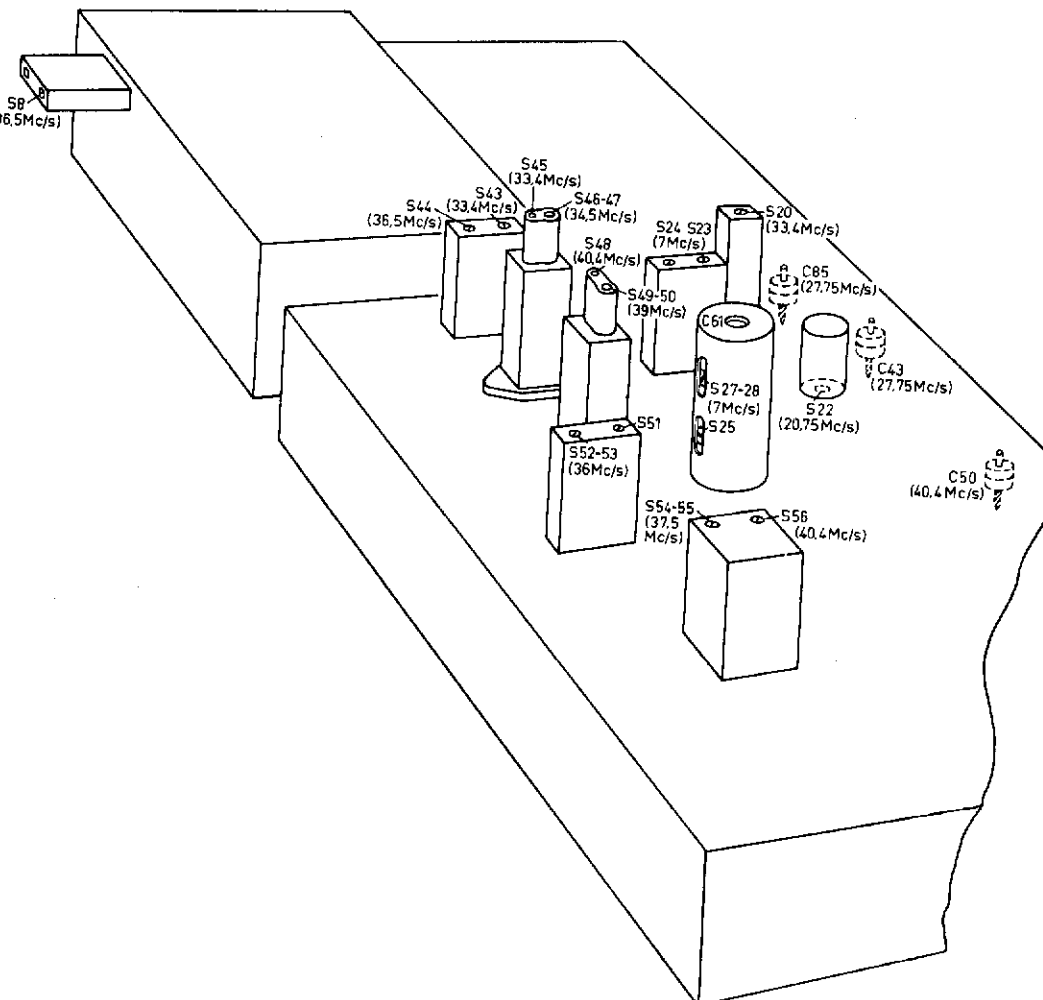 S8
6,5Mc/s)
S44
(36,5Mc/s)
S43
(33,4Mc/s)
S45
(33,4Mc/s)
S46-47
(34,5Mc/s)
S48
(40,4Mc/s)
S49-50
(39Mc/s)
S24 S23
(7Mc/s)
S20
(33,4Mc/s)
C85
(27,75Mc/s)
C61
S27-28
(7Mc/s)
S25
C43
(27,75Mc/s)
S22
(20,75Mc/s)
S51
S52-53
(36Mc/s)
C50
(40,4Mc/s)
S54-55
(37,5
Mc/s)
S56
(40,4Mc/s)